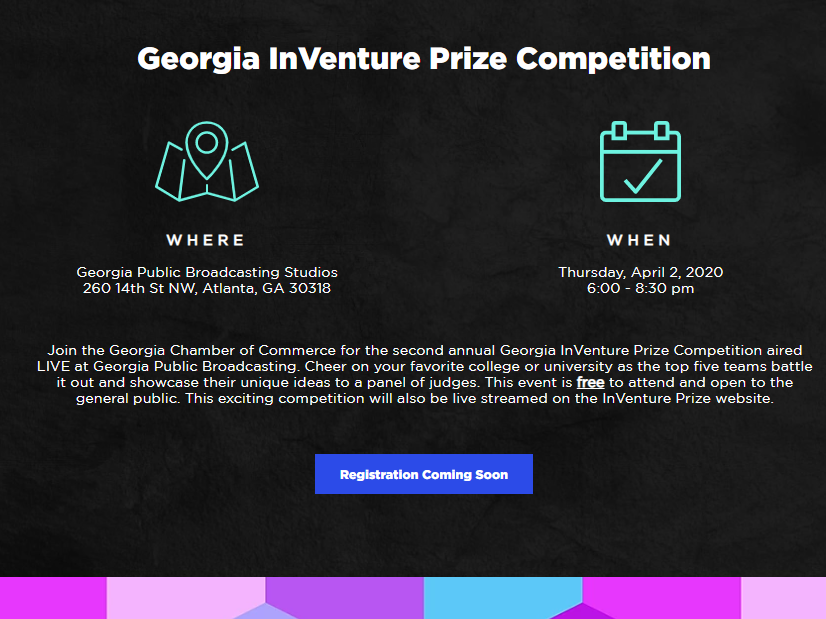 Georgia InVenture Prize Competition
WHERE
Georgia Public Broadcasting Studios
260 14th St NW, Atlanta, GA 30318
WHEN
Thursday, April 2, 2020
6:00 - 8:30 pm
Join the Georgia Chamber of Commerce for the second annual Georgia InVenture Prize Competition aired
LIVE at Georgia Public Broadcasting. Cheer on your favorite college or university as the top five teams battle
it out and showcase their unique ideas to a panel of judges. This event is free to attend and open to the
general public. This exciting competition will also be live streamed on the InVenture Prize website.
Registration Coming Soon